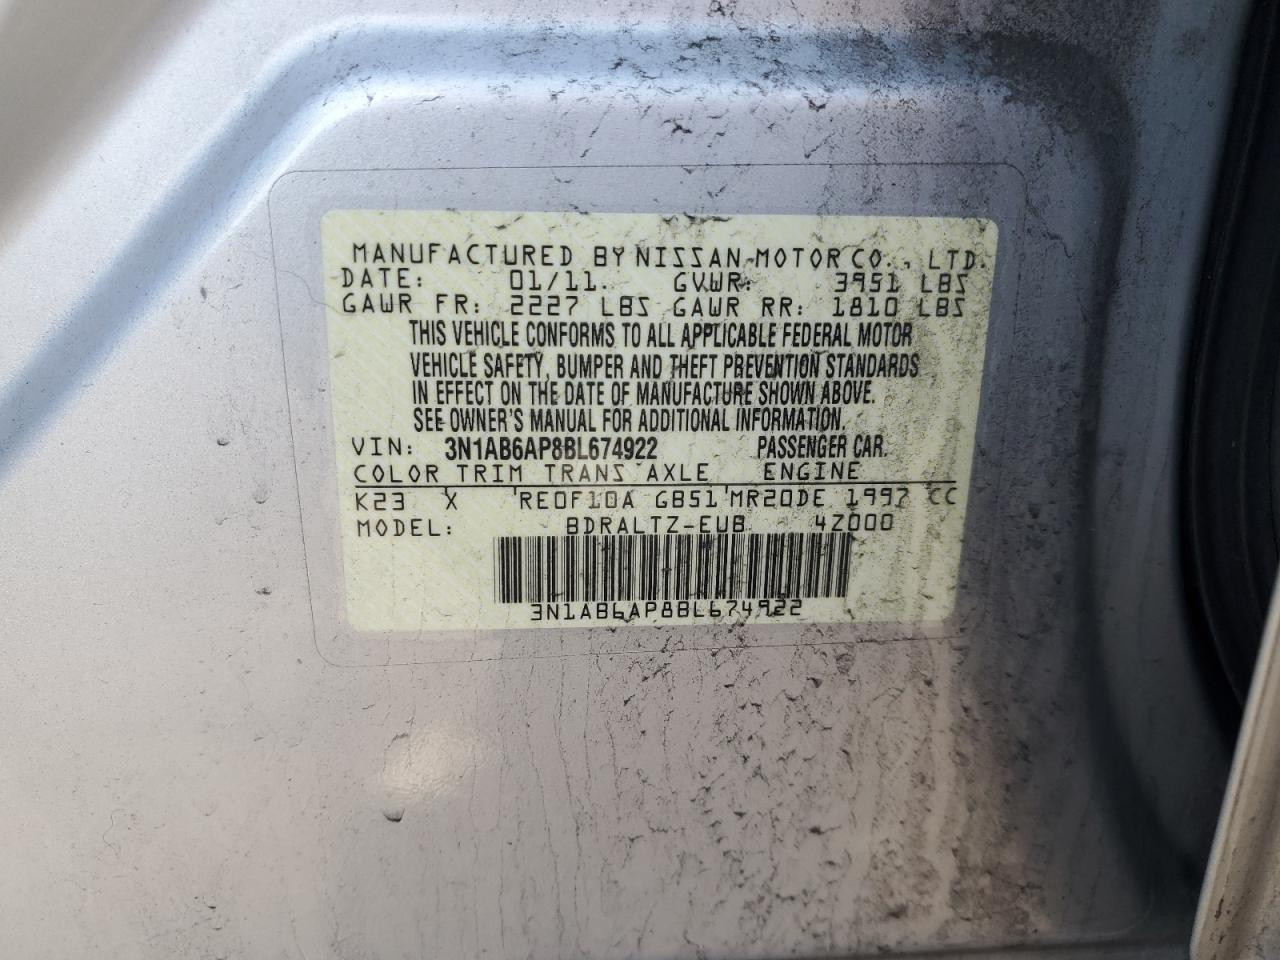 MANUFACTURED BY NISSAN MOTOR CO., LTD.
DATE: 01/11. GVWR: 3951 LBS
GAWR FR: 2227 LBS GAWR RR: 1810 LBS
THIS VEHICLE CONFORMS TO ALL APPLICABLE FEDERAL MOTOR
VEHICLE SAFETY, BUMPER AND THEFT PREVENTION STANDARDS
IN EFFECT ON THE DATE OF MANUFACTURE SHOWN ABOVE.
SEE OWNER'S MANUAL FOR ADDITIONAL INFORMATION.
VIN: 3N1AB6AP8BL674922 PASSENGER CAR.
COLOR TRIM TRANS AXLE ENGINE
K23 X RE0F10A GB51 MR20DE 1997 CC
MODEL: BDRALTZ-EUB 4Z000
3N1AB6AP8BL674922